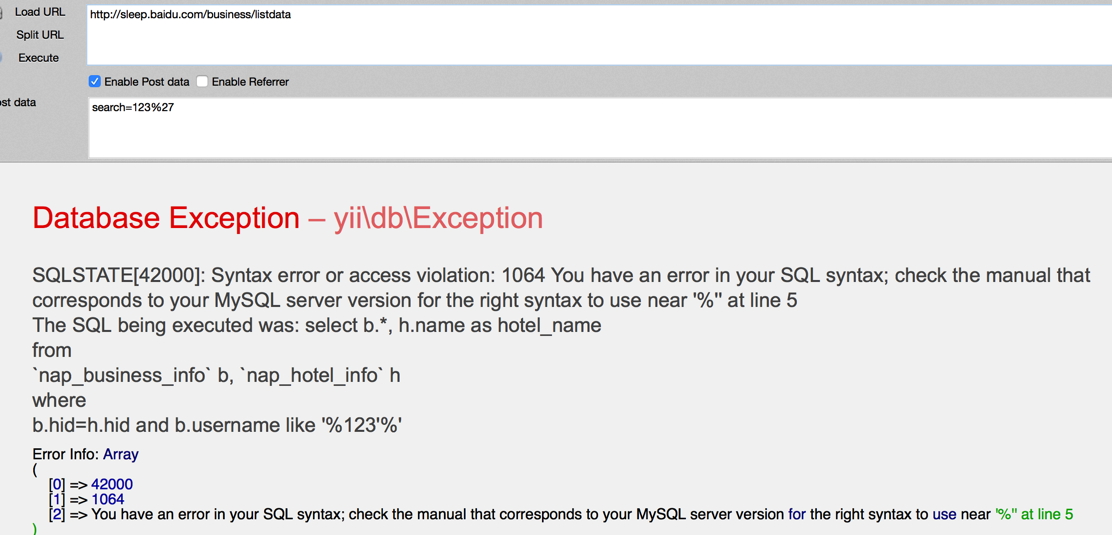 Load URL
http://sleep.baidu.com/business/listdata
Split URL
Execute
Enable Post data Enable Referrer
ost data
search=123%27
Database Exception – yii\db\Exception
SQLSTATE[42000]: Syntax error or access violation: 1064 You have an error in your SQL syntax; check the manual that
corresponds to your MySQL server version for the right syntax to use near '%'' at line 5
The SQL being executed was: select b.*, h.name as hotel_name
from
`nap_business_info` b, `nap_hotel_info` h
where
b.hid=h.hid and b.username like '%123'%'
Error Info: Array
(
[0] => 42000
[1] => 1064
[2] => You have an error in your SQL syntax; check the manual that corresponds to your MySQL server version for the right syntax to use near '%'' at line 5
)